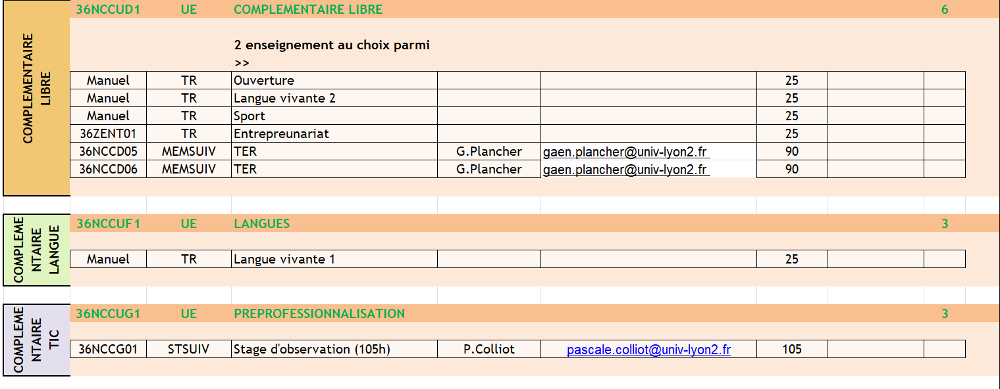 COMPLEMENTAIRE
LIBRE
36NCCUD1 UE COMPLEMENTAIRE LIBRE 6
2 enseignement au choix parmi
>>
Manuel TR Ouverture 25
Manuel TR Langue vivante 2 25
Manuel TR Sport 25
36ZENT01 TR Entrepreunariat 25
36NCCD05 MEMSUIV TER G.Plancher gaen.plancher@univ-lyon2.fr 90
36NCCD06 MEMSUIV TER G.Plancher gaen.plancher@univ-lyon2.fr 90
COMPLEME
NTAIRE
LANGUE
36NCCUF1 UE LANGUES 3
Manuel TR Langue vivante 1 25
COMPLEME
NTAIRE
TIC
36NCCUG1 UE PREPROFESSIONNALISATION 3
36NCCG01 STSUIV Stage d'observation (105h) P.Colliot pascale.colliot@univ-lyon2.fr 105